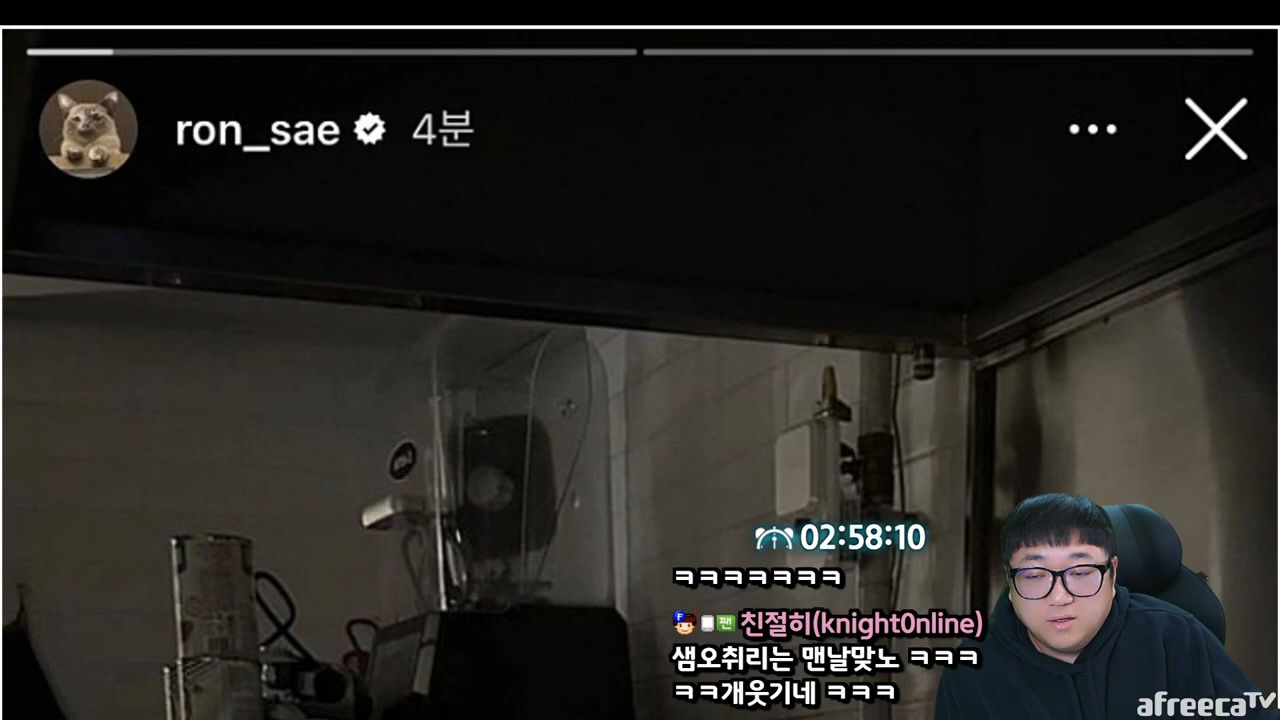 ron_sae 4분
02:58:10
ㅋㅋㅋㅋㅋㅋㅋ
친절히(knight0nline)
샘오취리는 맨날맞노 ㅋㅋㅋ
ㅋㅋ개웃기네 ㅋㅋㅋ
afreecaTV